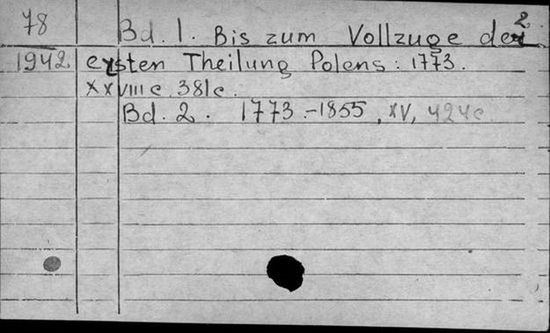 2
78 Bd. 1. Bis zum Vollzuge der
1942 ersten Theilung Polens: 1773.
XXVIII c. 381 c.
Bd. 2. 1773.-1855, XV, 424 c.